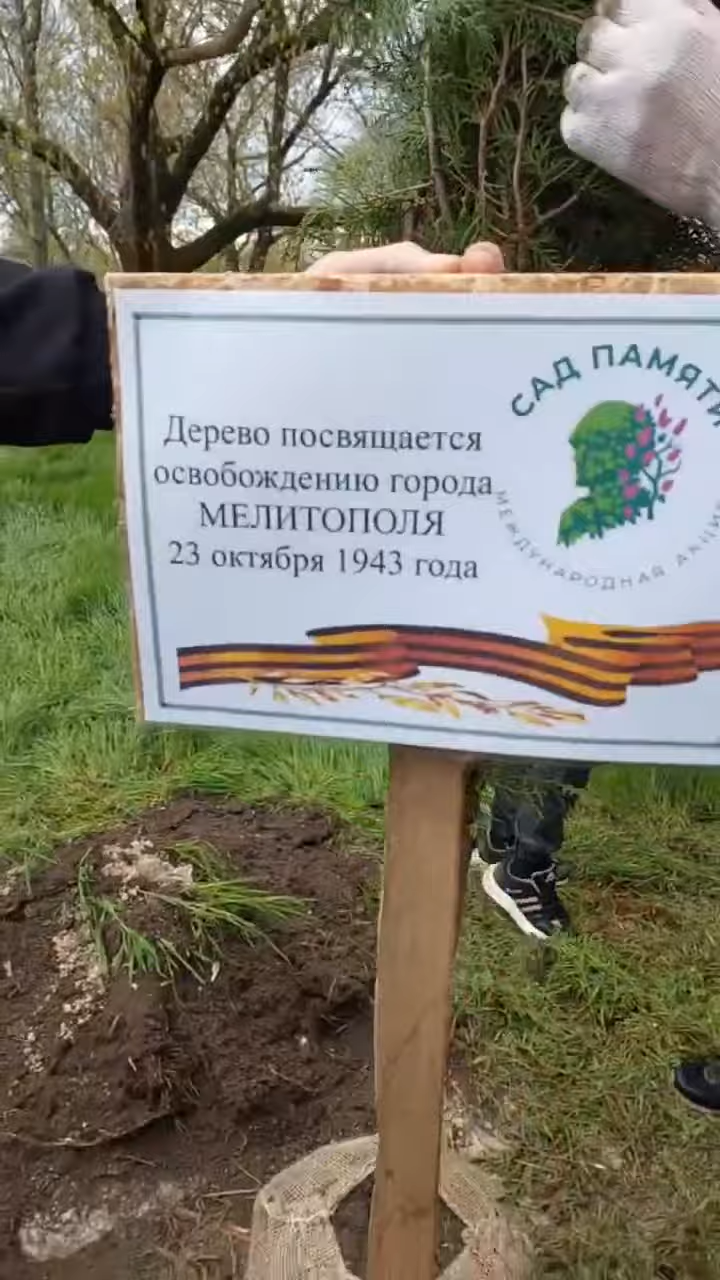 САД ПАМЯТИ
Дерево посвящается
освобождению города
МЕЛИТОПОЛЯ
23 октября 1943 года
МЕЖДУНАРОДНАЯ